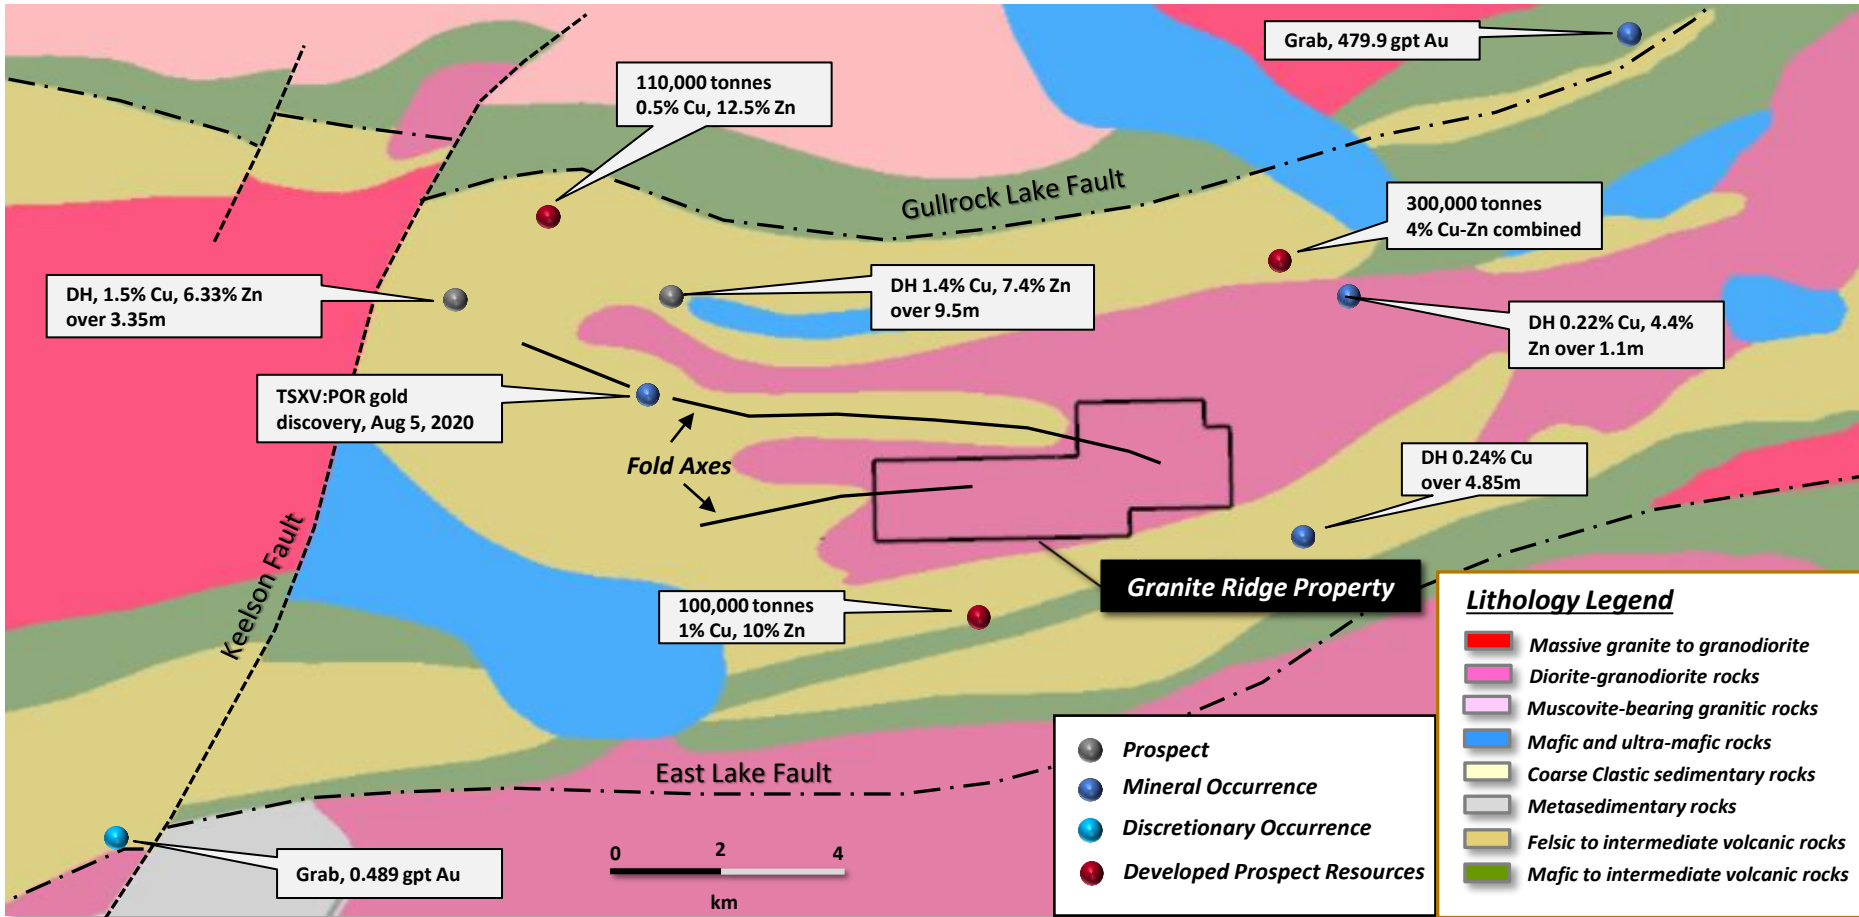 Grab, 479.9 gpt Au
110,000 tonnes
0.5% Cu, 12.5% Zn
Gullrock Lake Fault
300,000 tonnes
4% Cu-Zn combined
DH, 1.5% Cu, 6.33% Zn
over 3.35m
DH 1.4% Cu, 7.4% Zn
over 9.5m
DH 0.22% Cu, 4.4%
Zn over 1.1m
TSXV:POR gold
discovery, Aug 5, 2020
Fold Axes
DH 0.24% Cu
over 4.85m
Keelson Fault
Granite Ridge Property
100,000 tonnes
1% Cu, 10% Zn
East Lake Fault
Grab, 0.489 gpt Au
0 2 4
km
Prospect
Mineral Occurrence
Discretionary Occurrence
Developed Prospect Resources
Lithology Legend
Massive granite to granodiorite
Diorite-granodiorite rocks
Muscovite-bearing granitic rocks
Mafic and ultra-mafic rocks
Coarse Clastic sedimentary rocks
Metasedimentary rocks
Felsic to intermediate volcanic rocks
Mafic to intermediate volcanic rocks